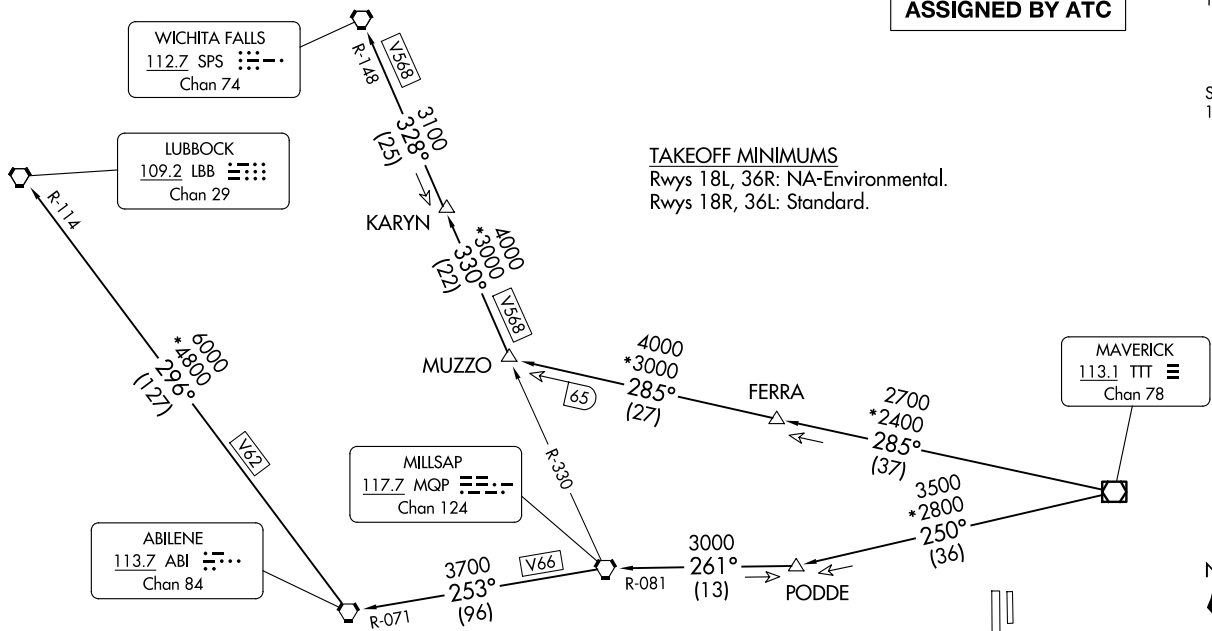 ASSIGNED BY ATC
WICHITA FALLS
112.7 SPS
Chan 74
R-148
V568
3100
328°
(25)
LUBBOCK
109.2 LBB
Chan 29
R-114
TAKEOFF MINIMUMS
Rwys 18L, 36R: NA-Environmental.
Rwys 18R, 36L: Standard.
KARYN
4000
*3000
330°
(22)
V568
6000
*4800
296°
(127)
V62
MUZZO
4000
*3000
285°
(27)
65
FERRA
MAVERICK
113.1 TTT
Chan 78
2700
*2400
285°
(37)
R-330
MILLSAP
117.7 MQP
Chan 124
3500
*2800
250°
(36)
ABILENE
113.7 ABI
Chan 84
3700
V66
253°
(96)
R-071
3000
261°
(13)
R-081
PODDE
S
1
N